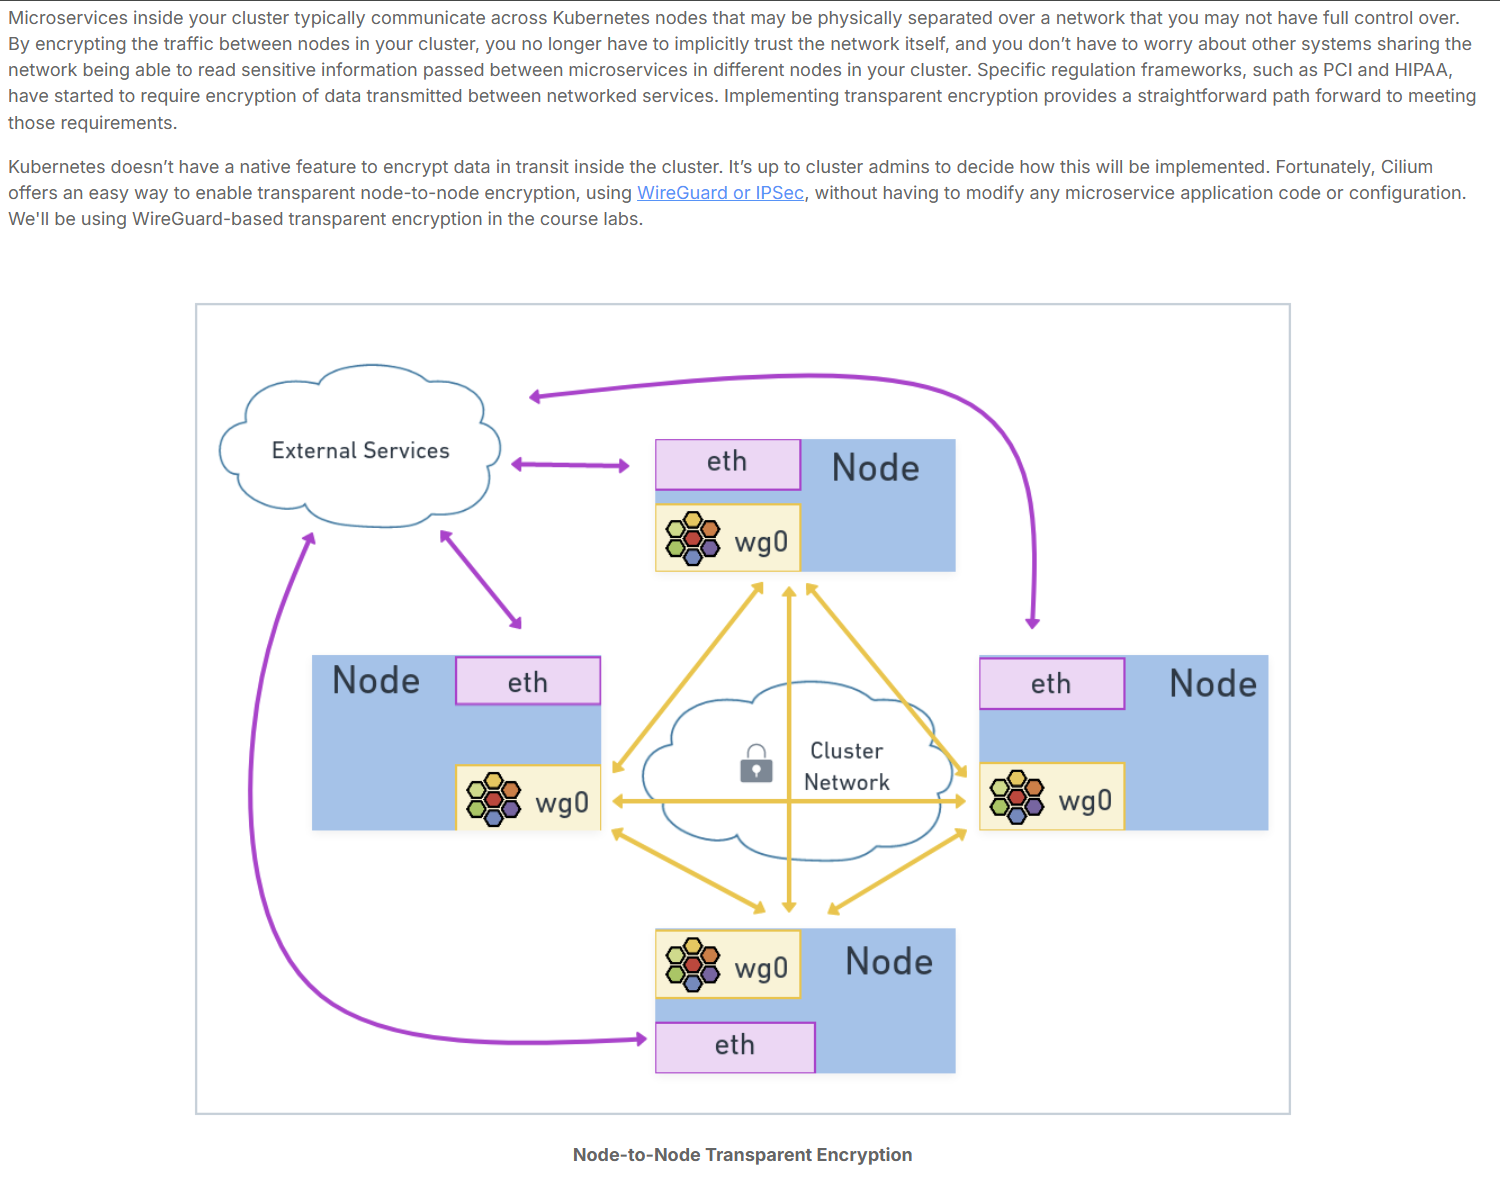 Microservices inside your cluster typically communicate across Kubernetes nodes that may be physically separated over a network that you may not have full control over.
By encrypting the traffic between nodes in your cluster, you no longer have to implicitly trust the network itself, and you don’t have to worry about other systems sharing the
network being able to read sensitive information passed between microservices in different nodes in your cluster. Specific regulation frameworks, such as PCI and HIPAA,
have started to require encryption of data transmitted between networked services. Implementing transparent encryption provides a straightforward path forward to meeting
those requirements.
Kubernetes doesn’t have a native feature to encrypt data in transit inside the cluster. It’s up to cluster admins to decide how this will be implemented. Fortunately, Cilium
offers an easy way to enable transparent node-to-node encryption, using WireGuard or IPSec, without having to modify any microservice application code or configuration.
We'll be using WireGuard-based transparent encryption in the course labs.
External Services
eth
Node
wg0
Node
eth
wg0
eth
Node
wg0
Cluster
Network
wg0
Node
eth
Node-to-Node Transparent Encryption